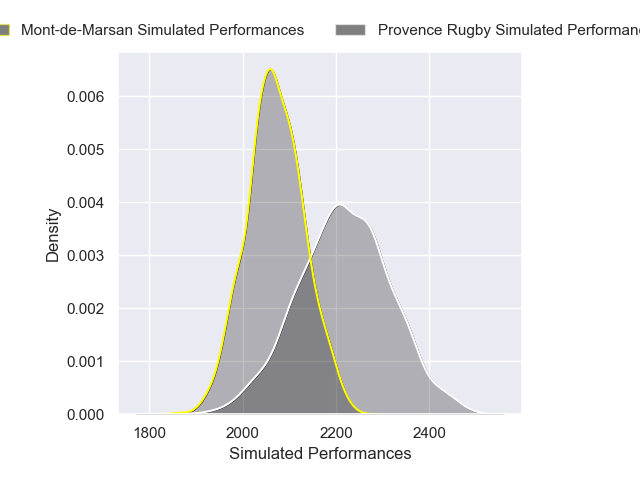 Mont-de-Marsan Simulated Performances Provence Rugby Simulated
0.006
0.005
0.004
0.003
0.002
0.001
0.000
Density
1800 2000 2200 2400
Simulated Performances